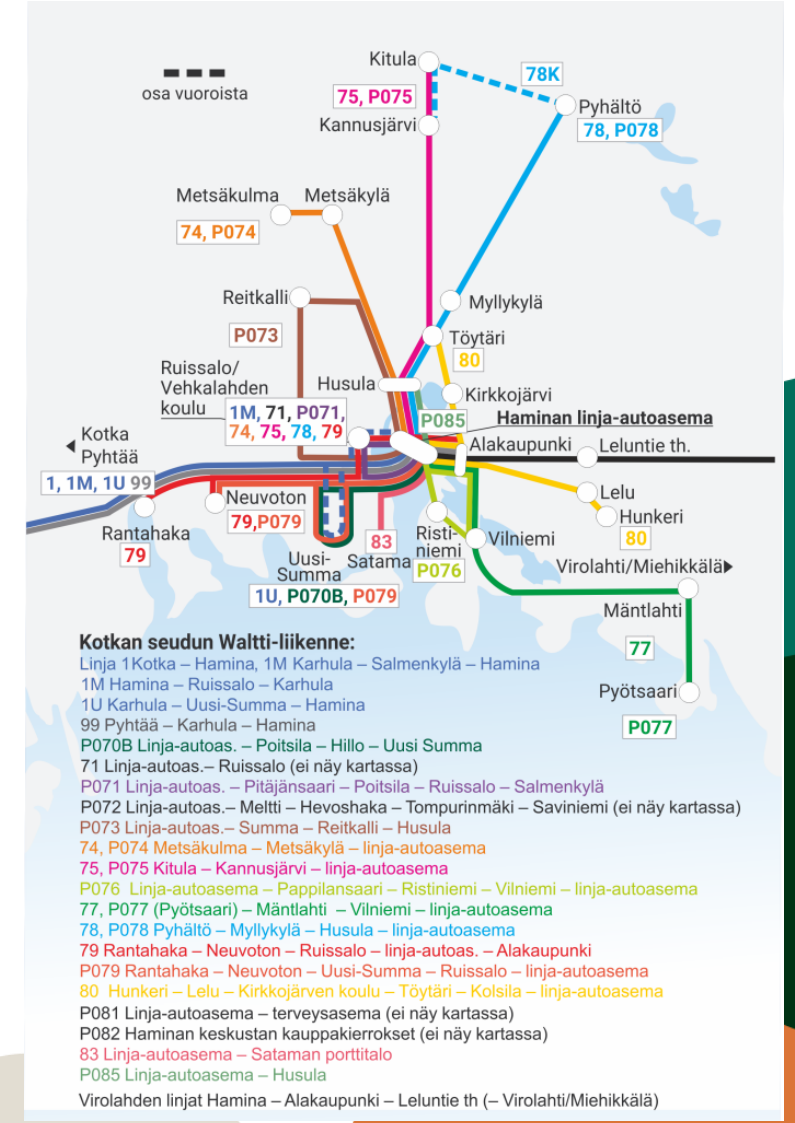 Kitula
78K
osa vuoroista
75, P075
Pyhältö
Kannusjärvi
78, P078
Metsäkulma
Metsäkylä
74, P074
Reitkalli
Myllykylä
P073
Töytäri
80
Ruissalo/
Vehkalahden
koulu
Husula
Kirkkojärvi
1M, 71, P071,
74, 75, 78, 79
P085
Haminan linja-autoasema
Kotka
Pyhtää
Alakaupunki
Leluntie th.
1, 1M, 1U 99
Neuvoton
79,P079
Lelu
Hunkeri
80
Rantahaka
79
83
Risti-
niemi
P076
Vilniemi
Uusi-
Summa
Satama
1U, P070B, P079
Virolahti/Miehikkälä
Mäntlahti
77
Pyötsaari
P077
Kotkan seudun Waltti-liikenne:
Linja 1Kotka – Hamina, 1M Karhula – Salmenkylä – Hamina
1M Hamina – Ruissalo – Karhula
1U Karhula – Uusi-Summa – Hamina
99 Pyhtää – Karhula – Hamina
P070B Linja-autoas. – Poitsila – Hillo – Uusi Summa
71 Linja-autoas.– Ruissalo (ei näy kartassa)
P071 Linja-autoas. – Pitäjänsaari – Poitsila – Ruissalo – Salmenkylä
P072 Linja-autoas.– Meltti – Hevoshaka – Tompurinmäki – Saviniemi (ei näy kartassa)
P073 Linja-autoas.– Summa – Reitkalli – Husula
74, P074 Metsäkulma – Metsäkylä – linja-autoasema
75, P075 Kitula – Kannusjärvi – linja-autoasema
P076 Linja-autoasema – Pappilansaari – Ristiniemi – Vilniemi – linja-autoasema
77, P077 (Pyötsaari) – Mäntlahti – Vilniemi – linja-autoasema
78, P078 Pyhältö – Myllykylä – Husula – linja-autoasema
79 Rantahaka – Neuvoton – Ruissalo – linja-autoas. – Alakaupunki
P079 Rantahaka – Neuvoton – Uusi-Summa – Ruissalo – linja-autoasema
80 Hunkeri – Lelu – Kirkkojärven koulu – Töytäri – Kolsila – linja-autoasema
P081 Linja-autoasema – terveysasema (ei näy kartassa)
P082 Haminan keskustan kauppakierrokset (ei näy kartassa)
83 Linja-autoasema – Sataman porttitalo
P085 Linja-autoasema – Husula
Virolahden linjat Hamina – Alakaupunki – Leluntie th (– Virolahti/Miehikkälä)